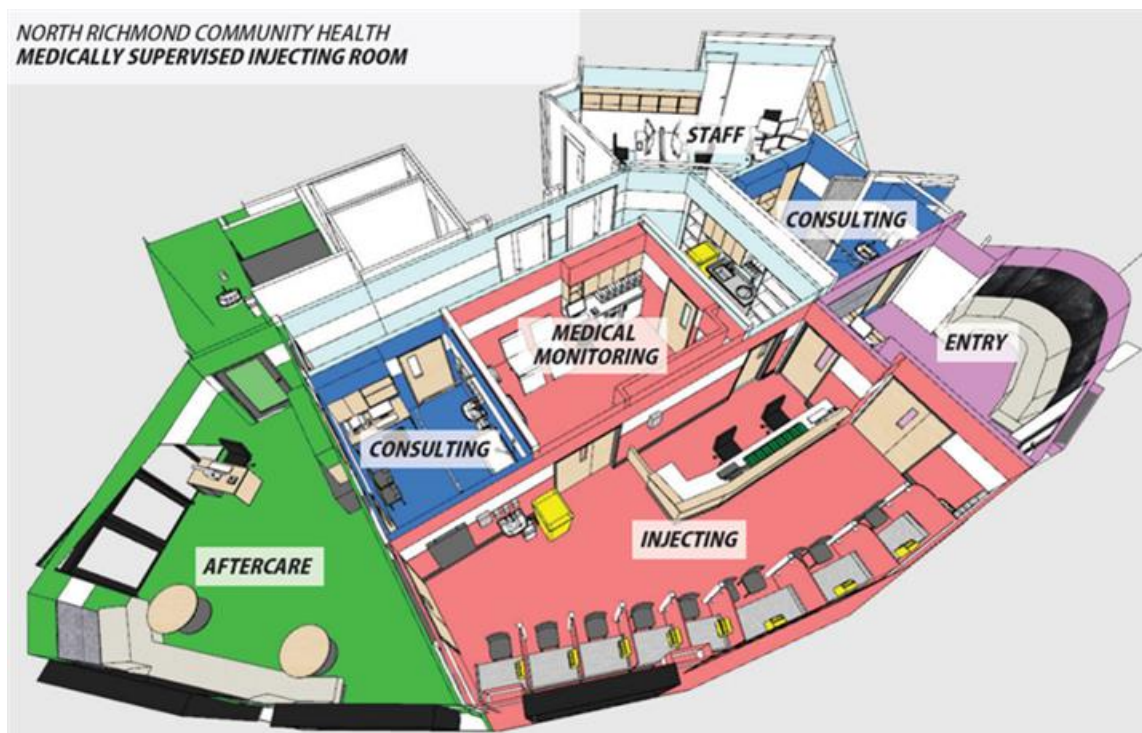 NORTH RICHMOND COMMUNITY HEALTH
MEDICALLY SUPERVISED INJECTING ROOM
STAFF
CONSULTING
ENTRY
MEDICAL
MONITORING
CONSULTING
INJECTING
AFTERCARE